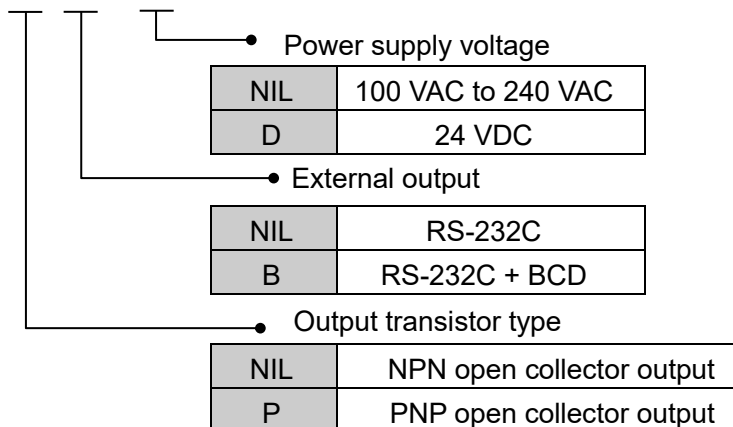 Power supply voltage
NIL 100 VAC to 240 VAC
D 24 VDC
External output
NIL RS-232C
B RS-232C + BCD
Output transistor type
NIL NPN open collector output
P PNP open collector output